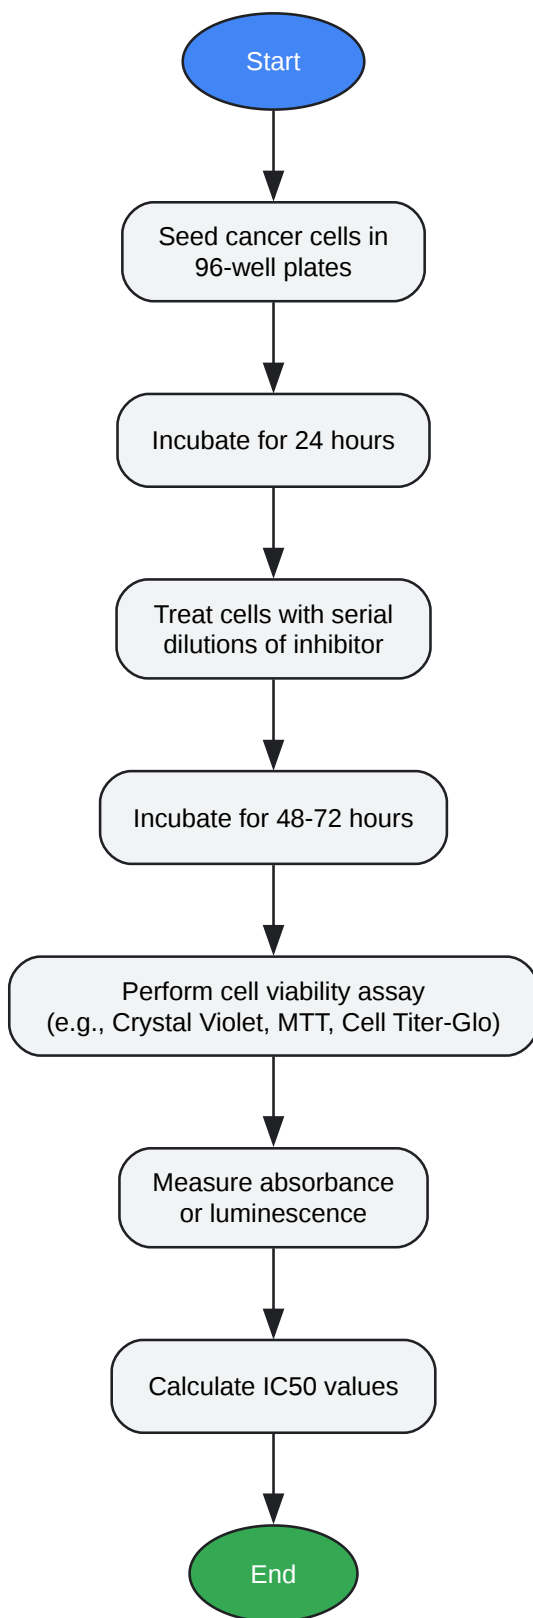 Start
Seed cancer cells in
96-well plates
Incubate for 24 hours
Treat cells with serial
dilutions of inhibitor
Incubate for 48-72 hours
Perform cell viability assay
(e.g., Crystal Violet, MTT, Cell Titer-Glo)
Measure absorbance
or luminescence
Calculate IC50 values
End